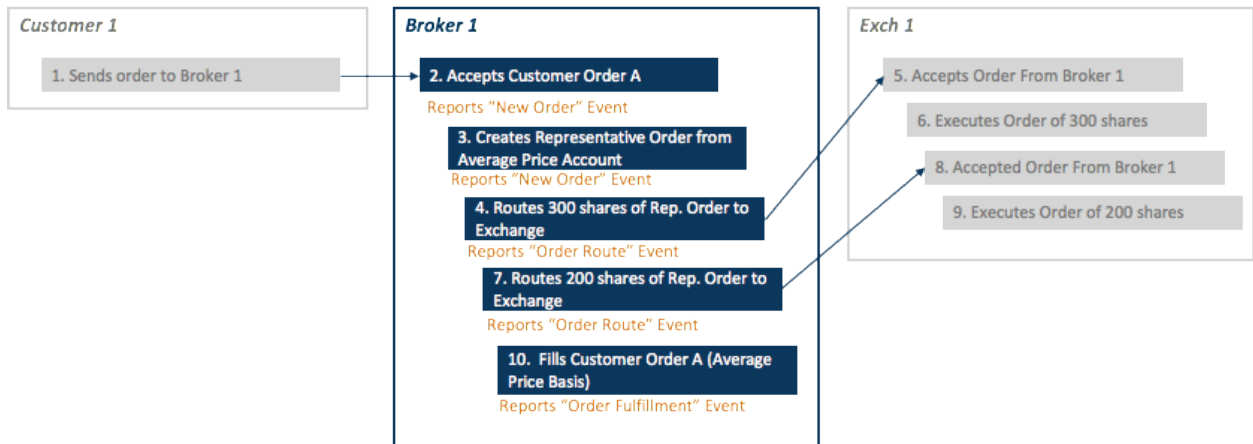 Customer 1
1. Sends order to Broker 1
Broker 1
2. Accepts Customer Order A
Reports "New Order" Event
3. Creates Representative Order from
Average Price Account
Reports "New Order" Event
4. Routes 300 shares of Rep. Order to
Exchange
Reports "Order Route" Event
7. Routes 200 shares of Rep. Order to
Exchange
Reports "Order Route" Event
10. Fills Customer Order A (Average
Price Basis)
Reports "Order Fulfillment" Event
Exch 1
5. Accepts Order From Broker 1
6. Executes Order of 300 shares
8. Accepted Order From Broker 1
9. Executes Order of 200 shares